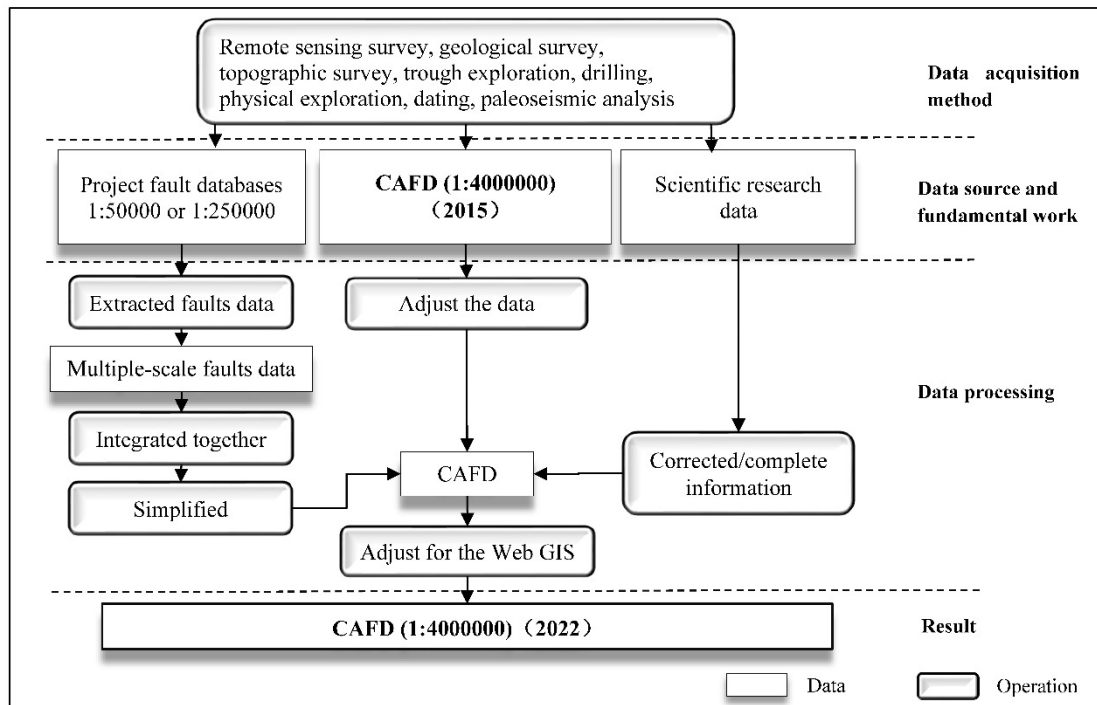 Remote sensing survey, geological survey,
topographic survey, trough exploration, drilling,
physical exploration, dating, paleoseismic analysis
Data acquisition
method
Project fault databases
1:50000 or 1:250000
CAFD (1:4000000)
（2015）
Scientific research
data
Data source and
fundamental work
Extracted faults data
Adjust the data
Multiple-scale faults data
Data processing
Integrated together
Simplified
CAFD
Corrected/complete
information
Adjust for the Web GIS
CAFD (1:4000000)（2022）
Result
Data
Operation